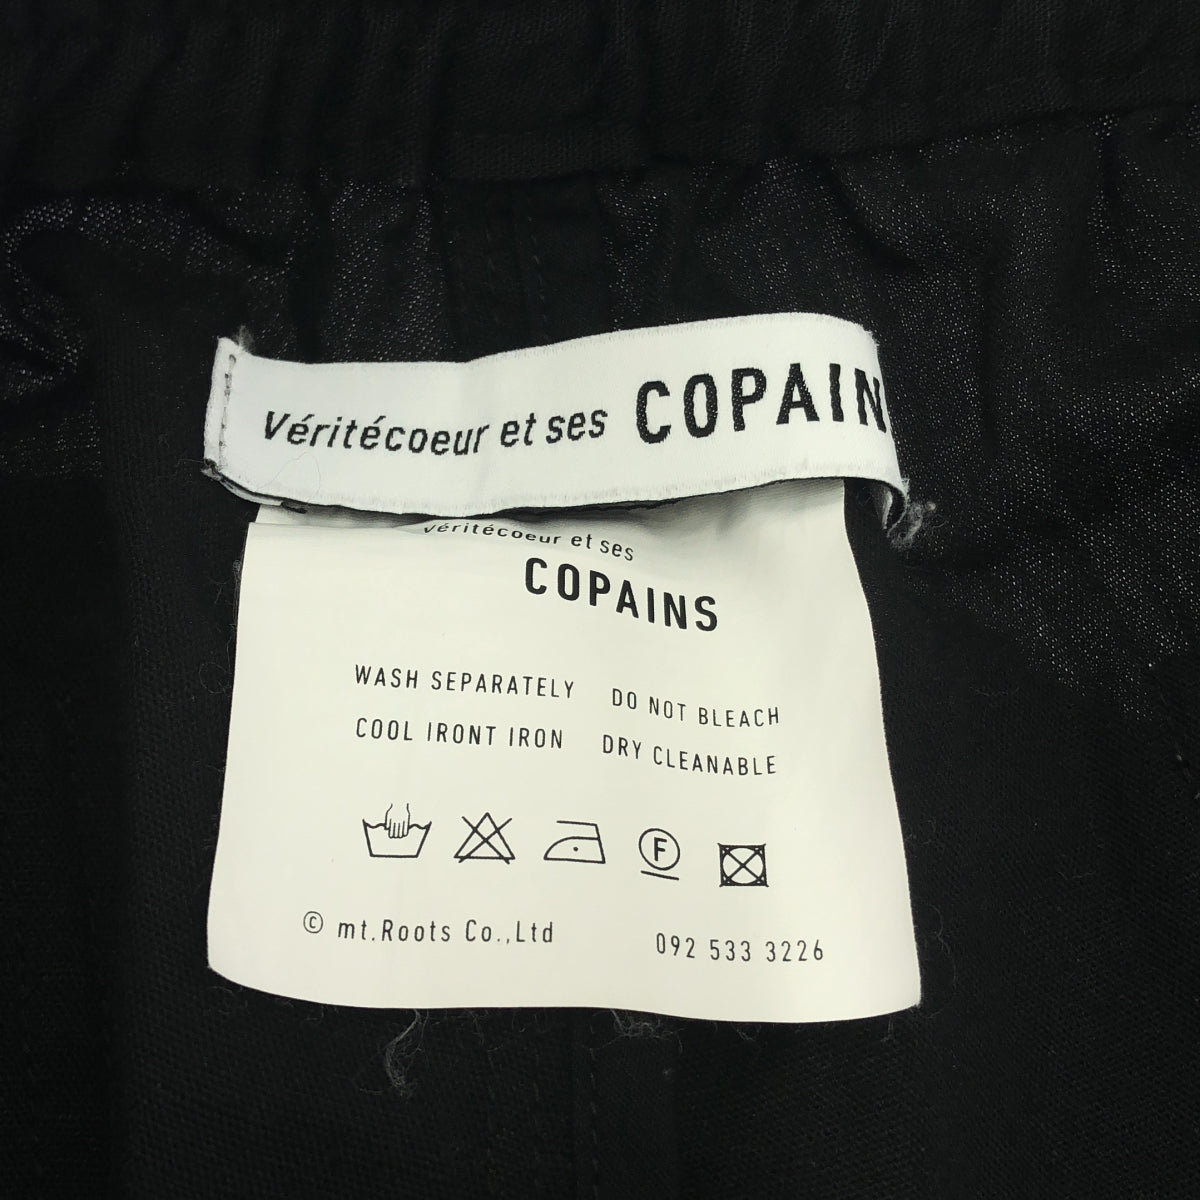 Véritécoeur et ses COPAIN
véritécoeur et ses
COPAINS
WASH SEPARATELY DO NOT BLEACH
COOL IRONT IRON DRY CLEANABLE
F
© mt.Roots Co.,Ltd 092 533 3226